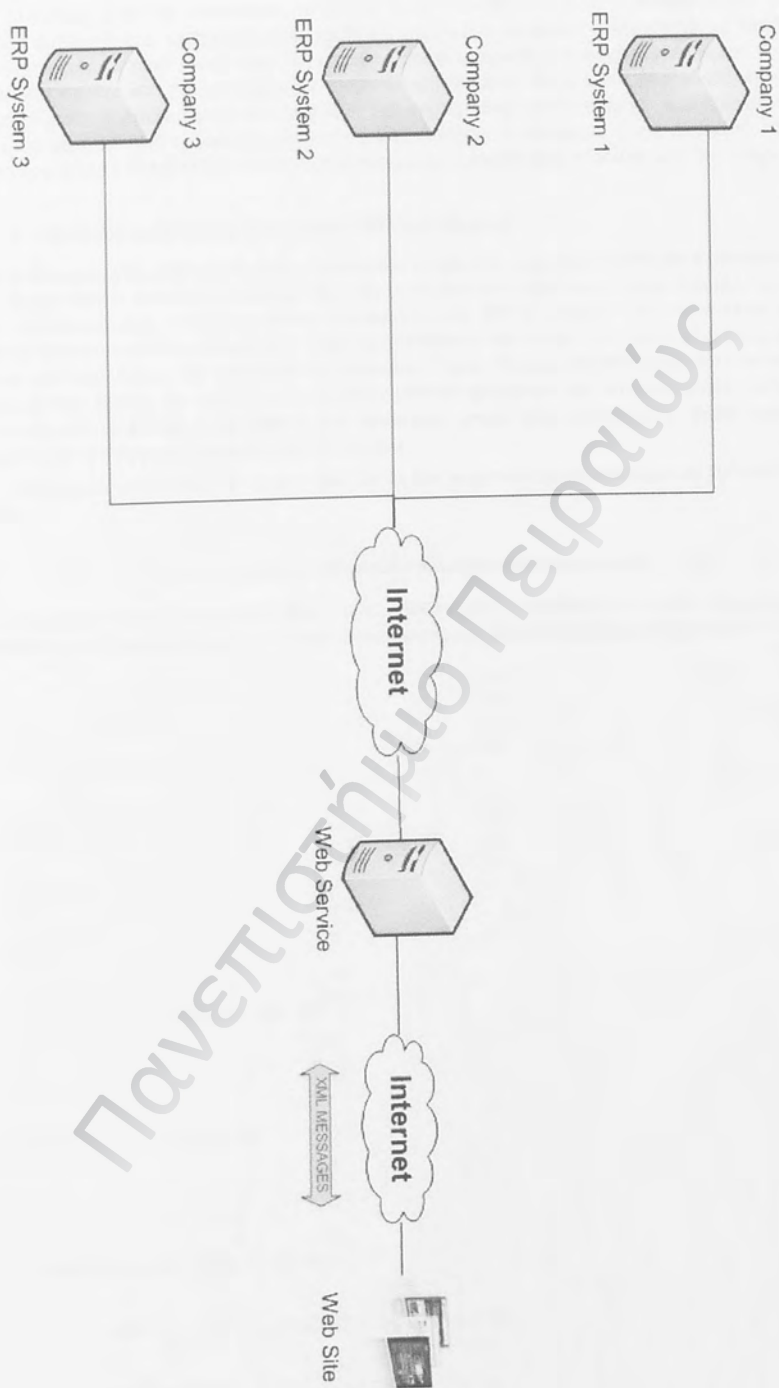 Company 1
ERP System 1
Company 2
ERP System 2
Company 3
ERP System 3
Internet
Web Service
Internet
XML MESSAGES
Web Site
Πανεπιστήμιο Πειραιώς